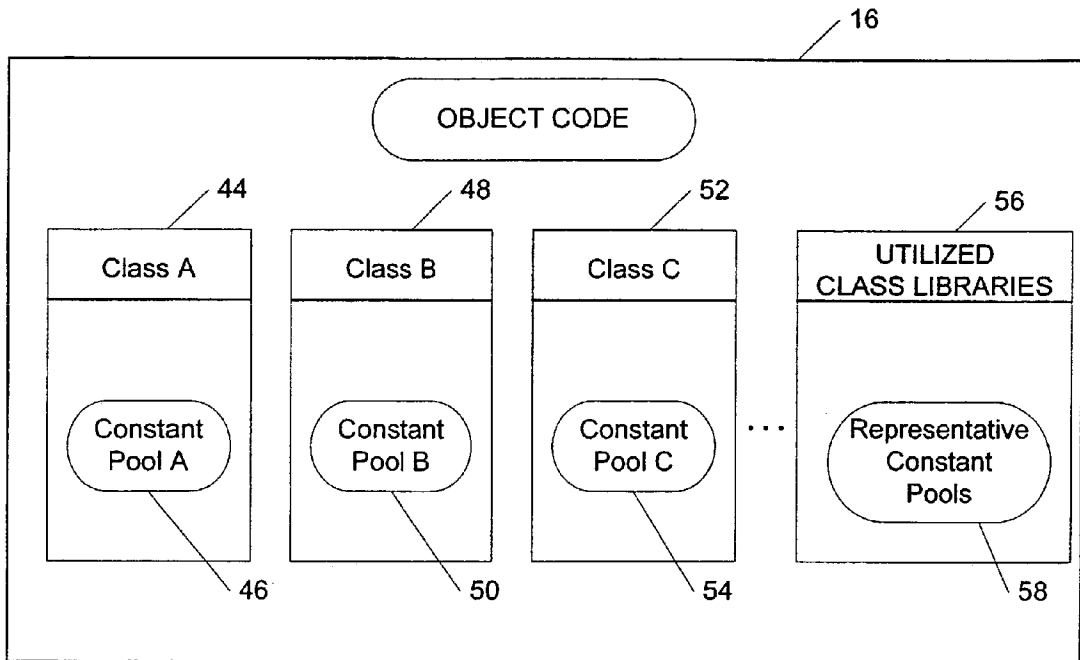 16
OBJECT CODE
44
48
52
56
Class A
Class B
Class C
UTILIZED
CLASS LIBRARIES
Constant
Pool A
Constant
Pool B
Constant
Pool C
...
Representative
Constant
Pools
46
50
54
58